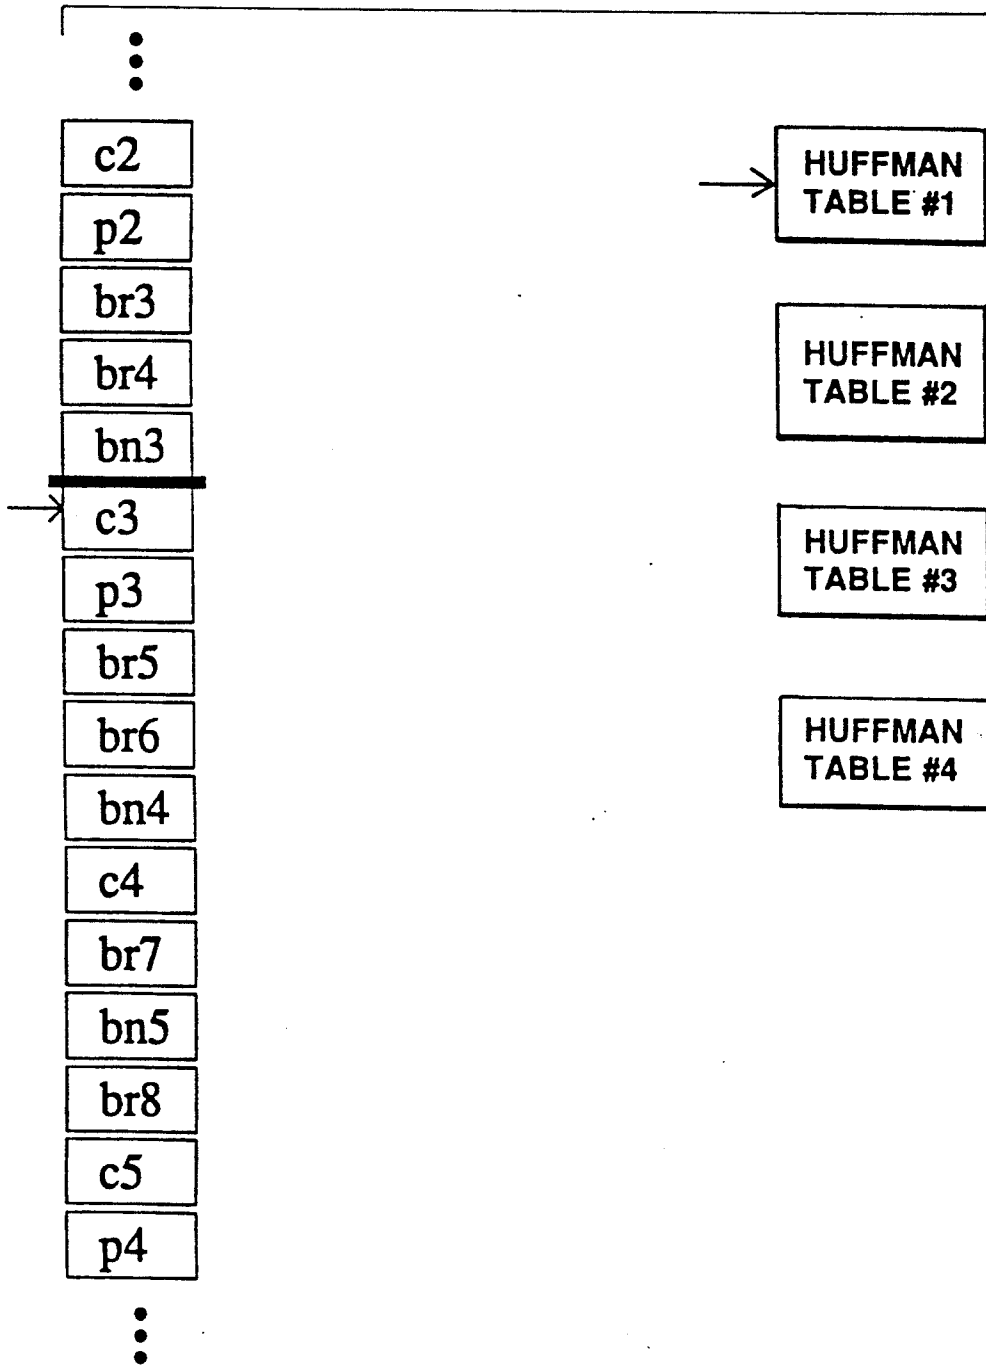 c2
p2
br3
br4
bn3
c3
p3
br5
br6
bn4
c4
br7
bn5
br8
c5
p4
HUFFMAN
TABLE #1
HUFFMAN
TABLE #2
HUFFMAN
TABLE #3
HUFFMAN
TABLE #4